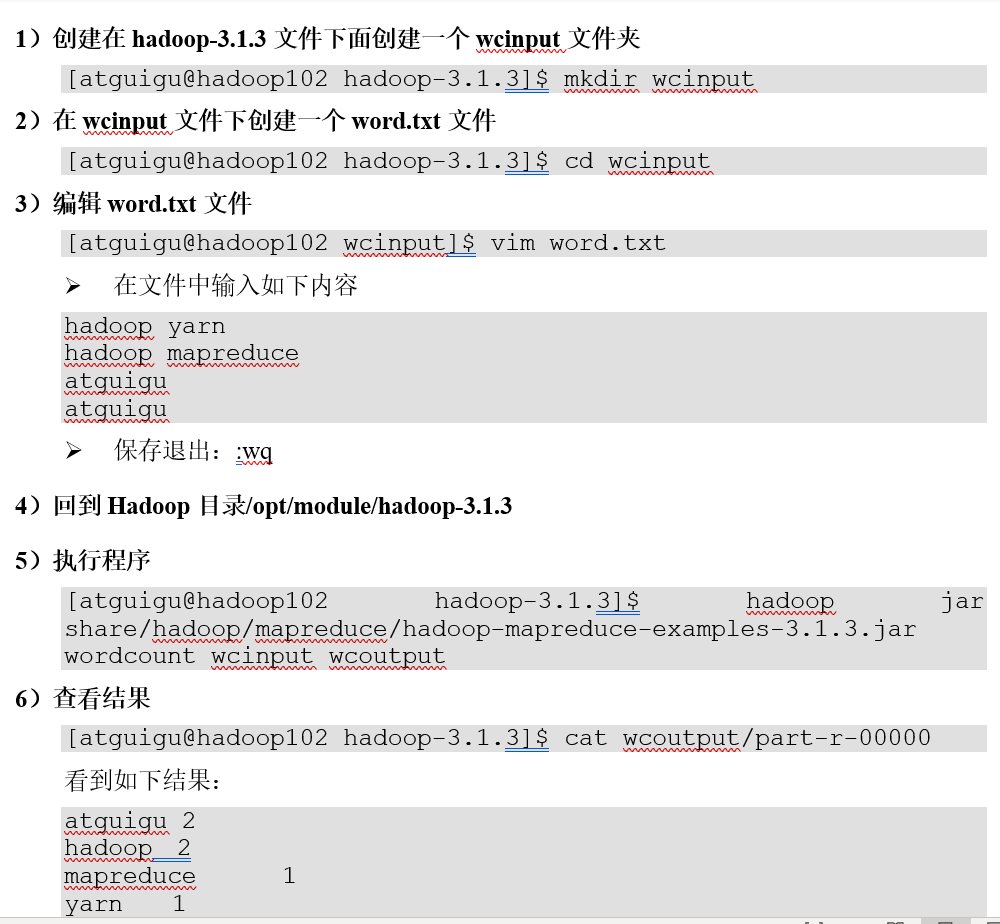 1）创建在 hadoop-3.1.3 文件下面创建一个 wcinput 文件夹
[atguigu@hadoop102 hadoop-3.1.3]$ mkdir wcinput
2）在 wcinput 文件下创建一个 word.txt 文件
[atguigu@hadoop102 hadoop-3.1.3]$ cd wcinput
3）编辑 word.txt 文件
[atguigu@hadoop102 wcinput]$ vim word.txt
➢ 在文件中输入如下内容
hadoop yarn
hadoop mapreduce
atguigu
atguigu
➢ 保存退出：:wq
4）回到 Hadoop 目录/opt/module/hadoop-3.1.3
5）执行程序
[atguigu@hadoop102 hadoop-3.1.3]$ hadoop jar
share/hadoop/mapreduce/hadoop-mapreduce-examples-3.1.3.jar
wordcount wcinput wcoutput
6）查看结果
[atguigu@hadoop102 hadoop-3.1.3]$ cat wcoutput/part-r-00000
看到如下结果：
atguigu 2
hadoop 2
mapreduce 1
yarn 1